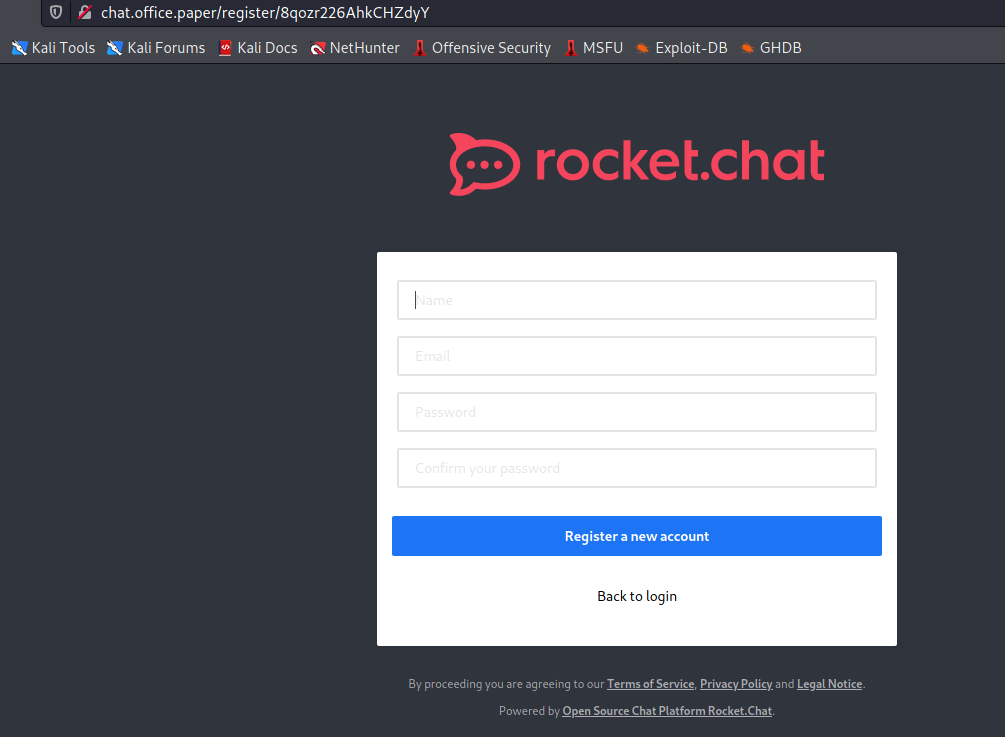 chat.office.paper/register/8qozr226AhkCHZdyY
Kali Tools Kali Forums Kali Docs NetHunter Offensive Security MSFU Exploit-DB GHDB
rocket.chat
Name
Email
Password
Confirm your password
Register a new account
Back to login
By proceeding you are agreeing to our Terms of Service, Privacy Policy and Legal Notice.
Powered by Open Source Chat Platform Rocket.Chat.